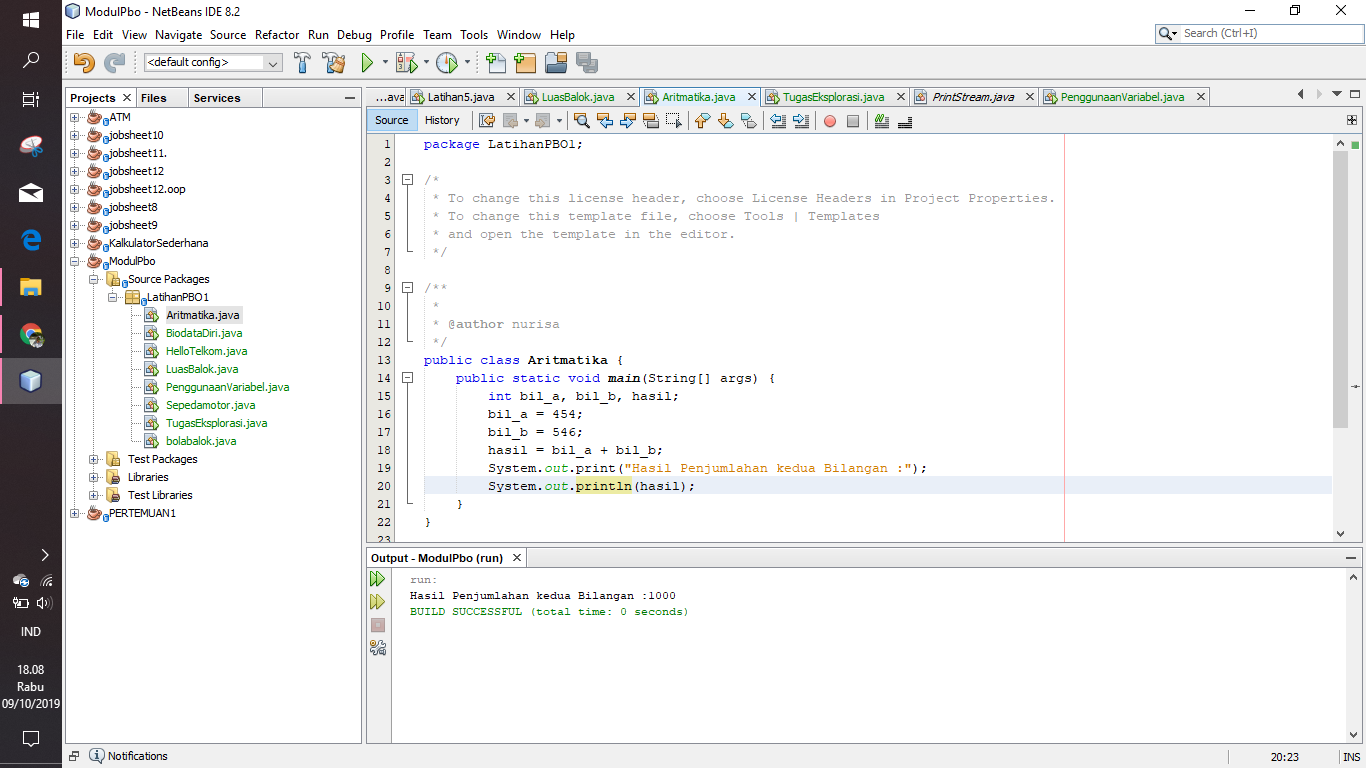 ModulPbo - NetBeans IDE 8.2
File Edit View Navigate Source Refactor Run Debug Profile Team Tools Window Help
Search (Ctrl+I)
<default config>
Projects Files Services
ATM
jobsheet10
jobsheet11.
jobsheet12
jobsheet12.oop
jobsheet8
jobsheet9
KalkulatorSederhana
ModulPbo
Source Packages
LatihanPBO1
Aritmatika.java
BiodataDiri.java
HelloTelkom.java
LuasBalok.java
PenggunaanVariabel.java
Sepedamotor.java
TugasEksplorasi.java
bolabalok.java
Test Packages
Libraries
Test Libraries
PERTEMUAN1
...ava Latihan5.java LuasBalok.java Aritmatika.java TugasEksplorasi.java PrintStream.java PenggunaanVariabel.java
Source History
1 package LatihanPBO1;
2
3 /*
4 * To change this license header, choose License Headers in Project Properties.
5 * To change this template file, choose Tools | Templates
6 * and open the template in the editor.
7 */
8
9 /**
10 *
11 * @author nurisa
12 */
13 public class Aritmatika {
14 public static void main(String[] args) {
15 int bil_a, bil_b, hasil;
16 bil_a = 454;
17 bil_b = 546;
18 hasil = bil_a + bil_b;
19 System.out.print("Hasil Penjumlahan kedua Bilangan :");
20 System.out.println(hasil);
21 }
22 }
23
Output - ModulPbo (run)
run:
Hasil Penjumlahan kedua Bilangan :1000
BUILD SUCCESSFUL (total time: 0 seconds)
Notifications
20:23 INS
IND
18.08
Rabu
09/10/2019